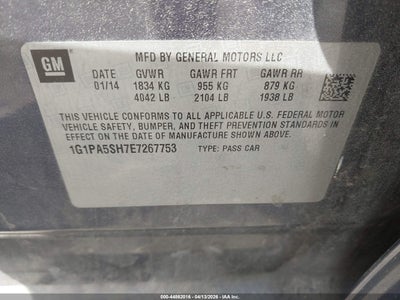 GM
MFD BY GENERAL MOTORS LLC
DATE GVWR GAWR FRT GAWR RR
01/14 1834 KG 955 KG 879 KG
4042 LB 2104 LB 1938 LB
THIS VEHICLE CONFORMS TO ALL APPLICABLE U.S. FEDERAL MOTOR
VEHICLE SAFETY, BUMPER, AND THEFT PREVENTION STANDARDS
IN EFFECT ON THE DATE OF MANUFACTURE SHOWN ABOVE.
1G1PA5SH7E7267753 TYPE: PASS CAR
000-44982016 - 04/13/2026 - IAA Inc.